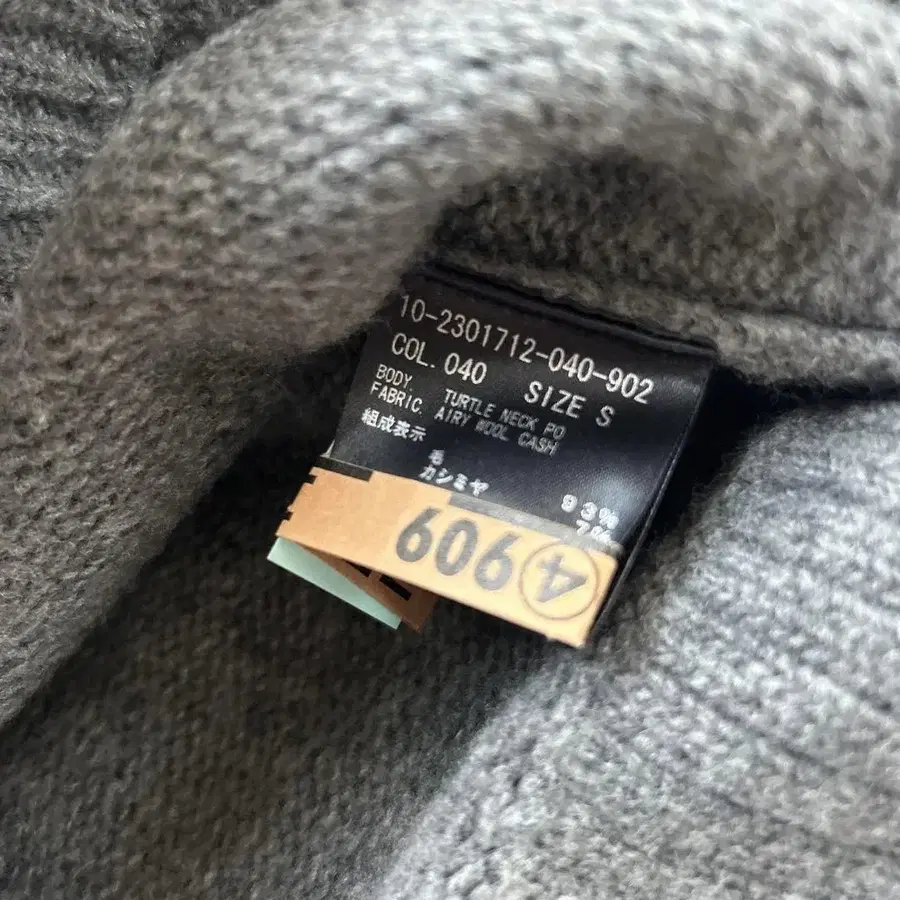 10-2301712-040-902
COL. 040 SIZE S
BODY. TURTLE NECK PO
FABRIC. AIRY WOOL CASH
組成表示
毛 93%
カシミヤ 7%
606 4